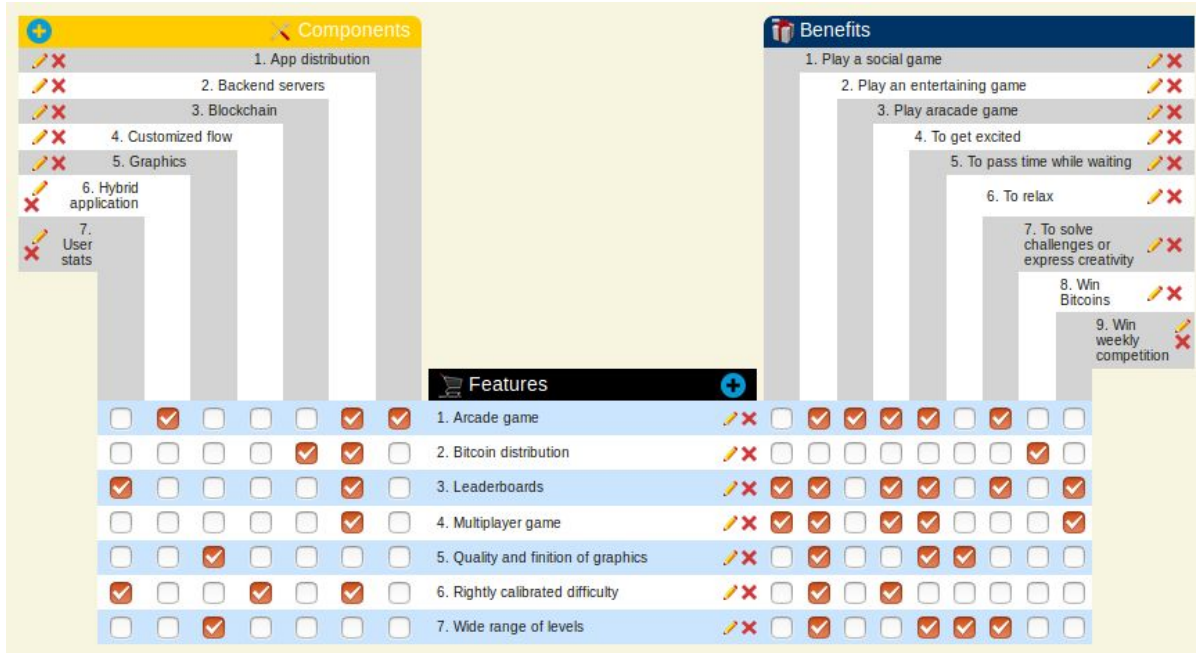 Components
1. App distribution
2. Backend servers
3. Blockchain
4. Customized flow
5. Graphics
6. Hybrid
application
7.
User
stats
Benefits
1. Play a social game
2. Play an entertaining game
3. Play aracade game
4. To get excited
5. To pass time while waiting
6. To relax
7. To solve
challenges or
express creativity
8. Win
Bitcoins
9. Win
weekly
competition
Features
1. Arcade game
2. Bitcoin distribution
3. Leaderboards
4. Multiplayer game
5. Quality and finition of graphics
6. Rightly calibrated difficulty
7. Wide range of levels